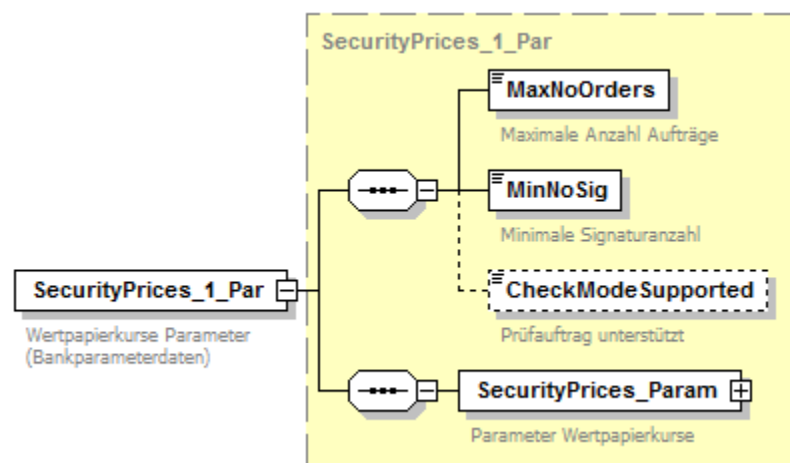 SecurityPrices_1_Par
MaxNoOrders
Maximale Anzahl Aufträge
MinNoSig
Minimale Signaturanzahl
SecurityPrices_1_Par
Wertpapierkurse Parameter
(Bankparameterdaten)
CheckModeSupported
Prüfauftrag unterstützt
SecurityPrices_Param
Parameter Wertpapierkurse